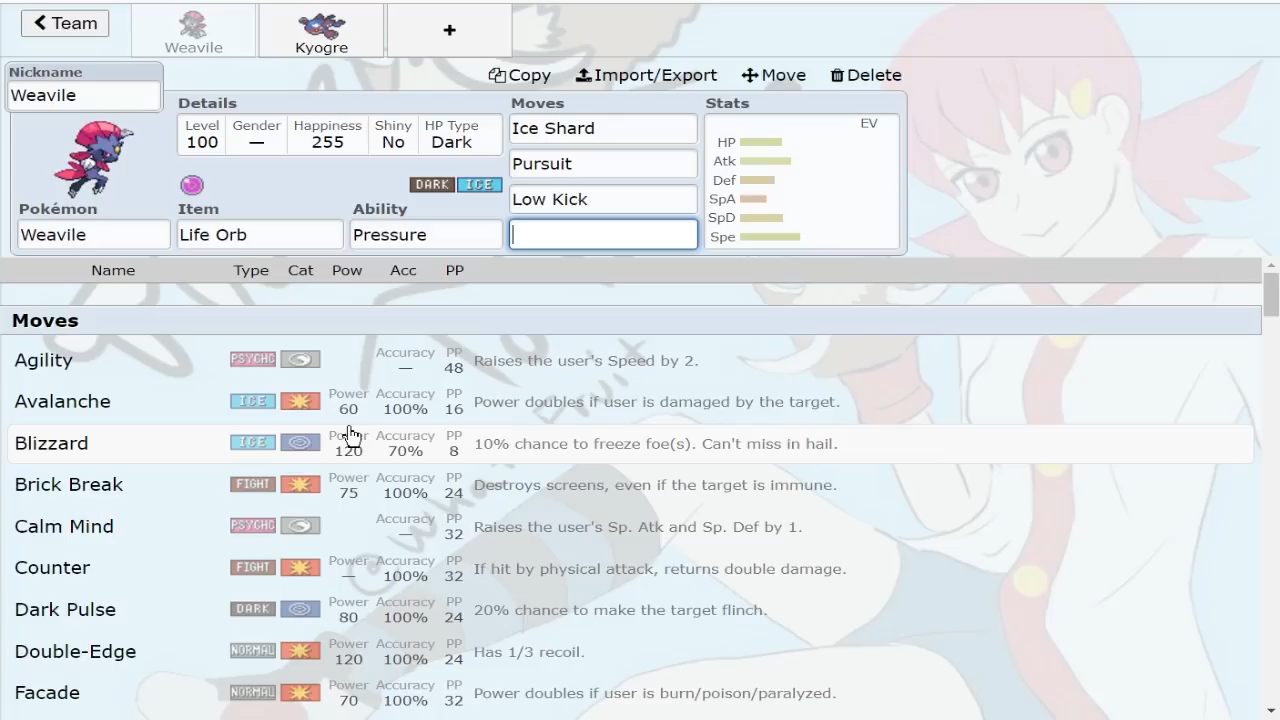 Team
Weavile
Kyogre
+
Copy Import/Export Move Delete
Nickname
Weavile
Details
Level Gender Happiness Shiny HP Type
100 — 255 No Dark
DARK ICE
Pokémon Item Ability
Weavile Life Orb Pressure
Moves
Ice Shard
Pursuit
Low Kick
Stats
EV
HP
Atk
Def
SpA
SpD
Spe
Name Type Cat Pow Acc PP
Moves
Agility PSYCHC Accuracy — PP 48 Raises the user's Speed by 2.
Avalanche ICE Power 60 Accuracy 100% PP 16 Power doubles if user is damaged by the target.
Blizzard ICE Power 120 Accuracy 70% PP 8 10% chance to freeze foe(s). Can't miss in hail.
Brick Break FIGHT Power 75 Accuracy 100% PP 24 Destroys screens, even if the target is immune.
Calm Mind PSYCHC Accuracy — PP 32 Raises the user's Sp. Atk and Sp. Def by 1.
Counter FIGHT Power — Accuracy 100% PP 32 If hit by physical attack, returns double damage.
Dark Pulse DARK Power 80 Accuracy 100% PP 24 20% chance to make the target flinch.
Double-Edge NORMAL Power 120 Accuracy 100% PP 24 Has 1/3 recoil.
Facade NORMAL Power 70 Accuracy 100% PP 32 Power doubles if user is burn/poison/paralyzed.